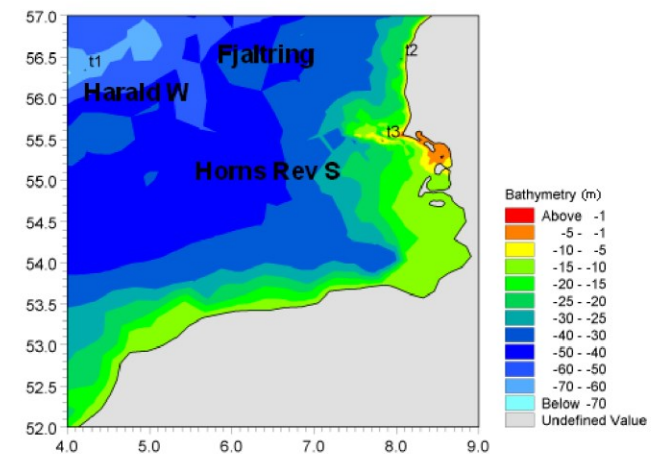 57.0
56.5
56.0
55.5
55.0
54.5
54.0
53.5
53.0
52.5
52.0
4.0 5.0 6.0 7.0 8.0 9.0
t1
Fjaltring
t2
Harald W
t3
Horns Rev S
Bathymetry (m)
Above -1
-5 - -1
-10 - -5
-15 - -10
-20 - -15
-25 - -20
-30 - -25
-40 - -30
-50 - -40
-60 - -50
-70 - -60
Below -70
Undefined Value